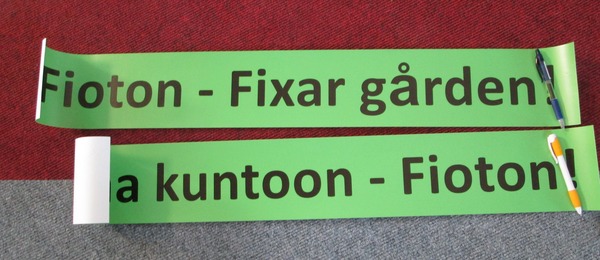 Fioton - Fixar gården!
a kuntoon - Fioton!